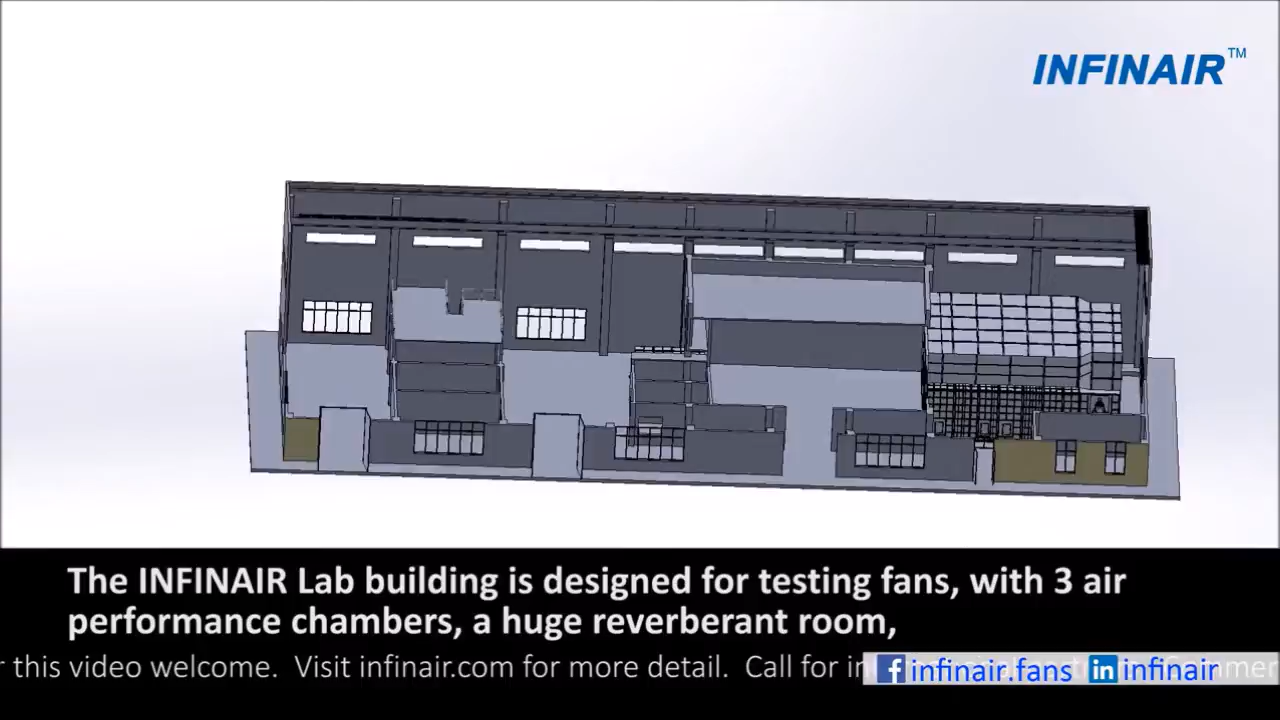 INFINAIR™
The INFINAIR Lab building is designed for testing fans, with 3 air
performance chambers, a huge reverberant room,
this video welcome. Visit infinair.com for more detail. Call for
infinair.fans infinair